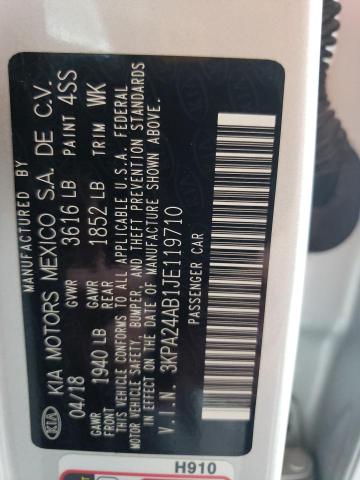 MANUFACTURED BY
KIA KIA MOTORS MEXICO S.A. DE C.V.
04/18 GVWR 3616 LB PAINT 4SS
GAWR FRONT 1940 LB GAWR REAR 1852 LB TRIM WK
THIS VEHICLE CONFORMS TO ALL APPLICABLE U.S.A. FEDERAL
MOTOR VEHICLE SAFETY, BUMPER, AND THEFT PREVENTION STANDARDS
IN EFFECT ON THE DATE OF MANUFACTURE SHOWN ABOVE.
V.I.N. 3KPA24AB1JE119710
PASSENGER CAR
H910